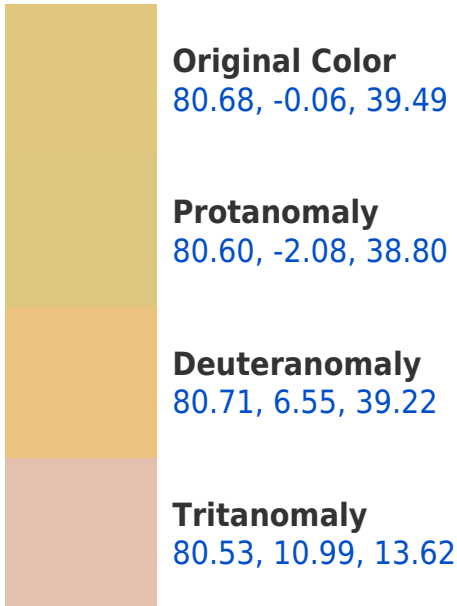 Original Color
80.68, -0.06, 39.49
Protanomaly
80.60, -2.08, 38.80
Deuteranomaly
80.71, 6.55, 39.22
Tritanomaly
80.53, 10.99, 13.62